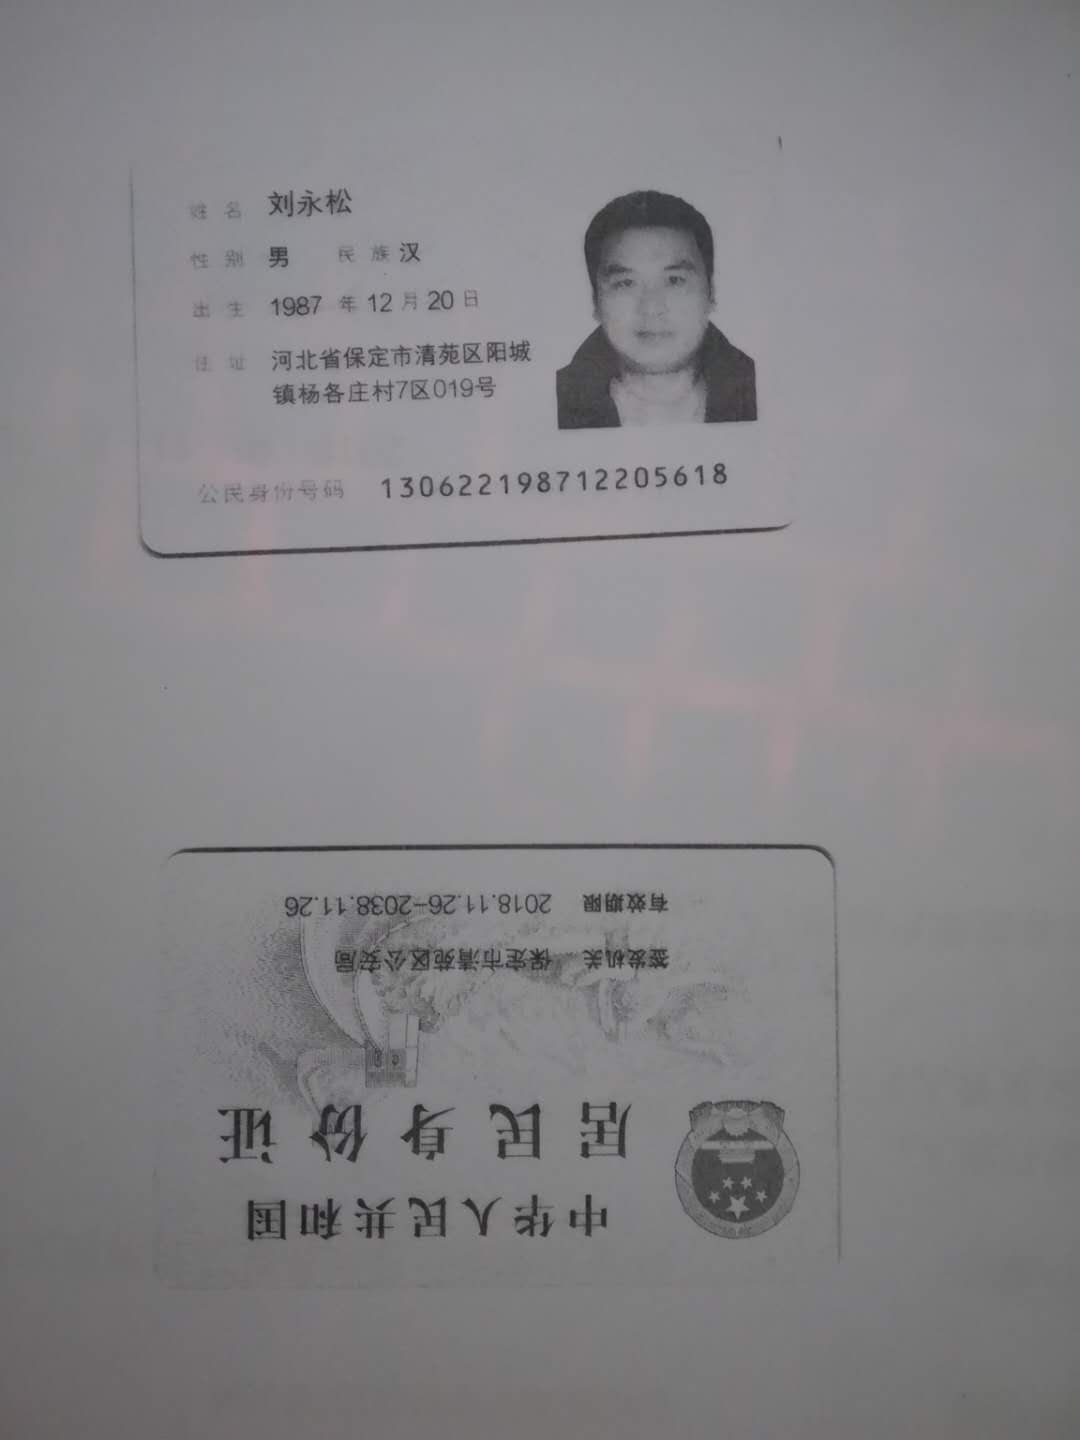 姓名 刘永松
性别 男 民族 汉
出生 1987 年 12 月 20 日
住址 河北省保定市清苑区阳城
镇杨各庄村7区019号
公民身份号码 130622198712205618
中华人民共和国
居民身份证
签发机关 保定市清苑区公安局
有效期限 2018.11.26-2038.11.26